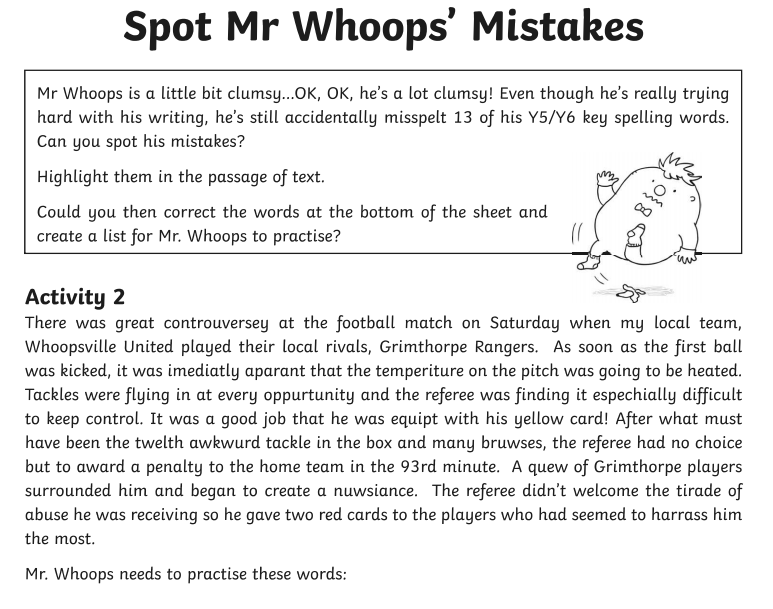 Spot Mr Whoops’ Mistakes
Mr Whoops is a little bit clumsy...OK, OK, he’s a lot clumsy! Even though he’s really trying
hard with his writing, he’s still accidentally misspelt 13 of his Y5/Y6 key spelling words.
Can you spot his mistakes?
Highlight them in the passage of text.
Could you then correct the words at the bottom of the sheet and
create a list for Mr. Whoops to practise?
Activity 2
There was great controuversey at the football match on Saturday when my local team,
Whoopsville United played their local rivals, Grimthorpe Rangers. As soon as the first ball
was kicked, it was imediatly aparant that the temperiture on the pitch was going to be heated.
Tackles were flying in at every oppurtunity and the referee was finding it espechially difficult
to keep control. It was a good job that he was equipt with his yellow card! After what must
have been the twelth awkwurd tackle in the box and many bruwses, the referee had no choice
but to award a penalty to the home team in the 93rd minute. A quew of Grimthorpe players
surrounded him and began to create a nuwsiance. The referee didn’t welcome the tirade of
abuse he was receiving so he gave two red cards to the players who had seemed to harrass him
the most.
Mr. Whoops needs to practise these words: